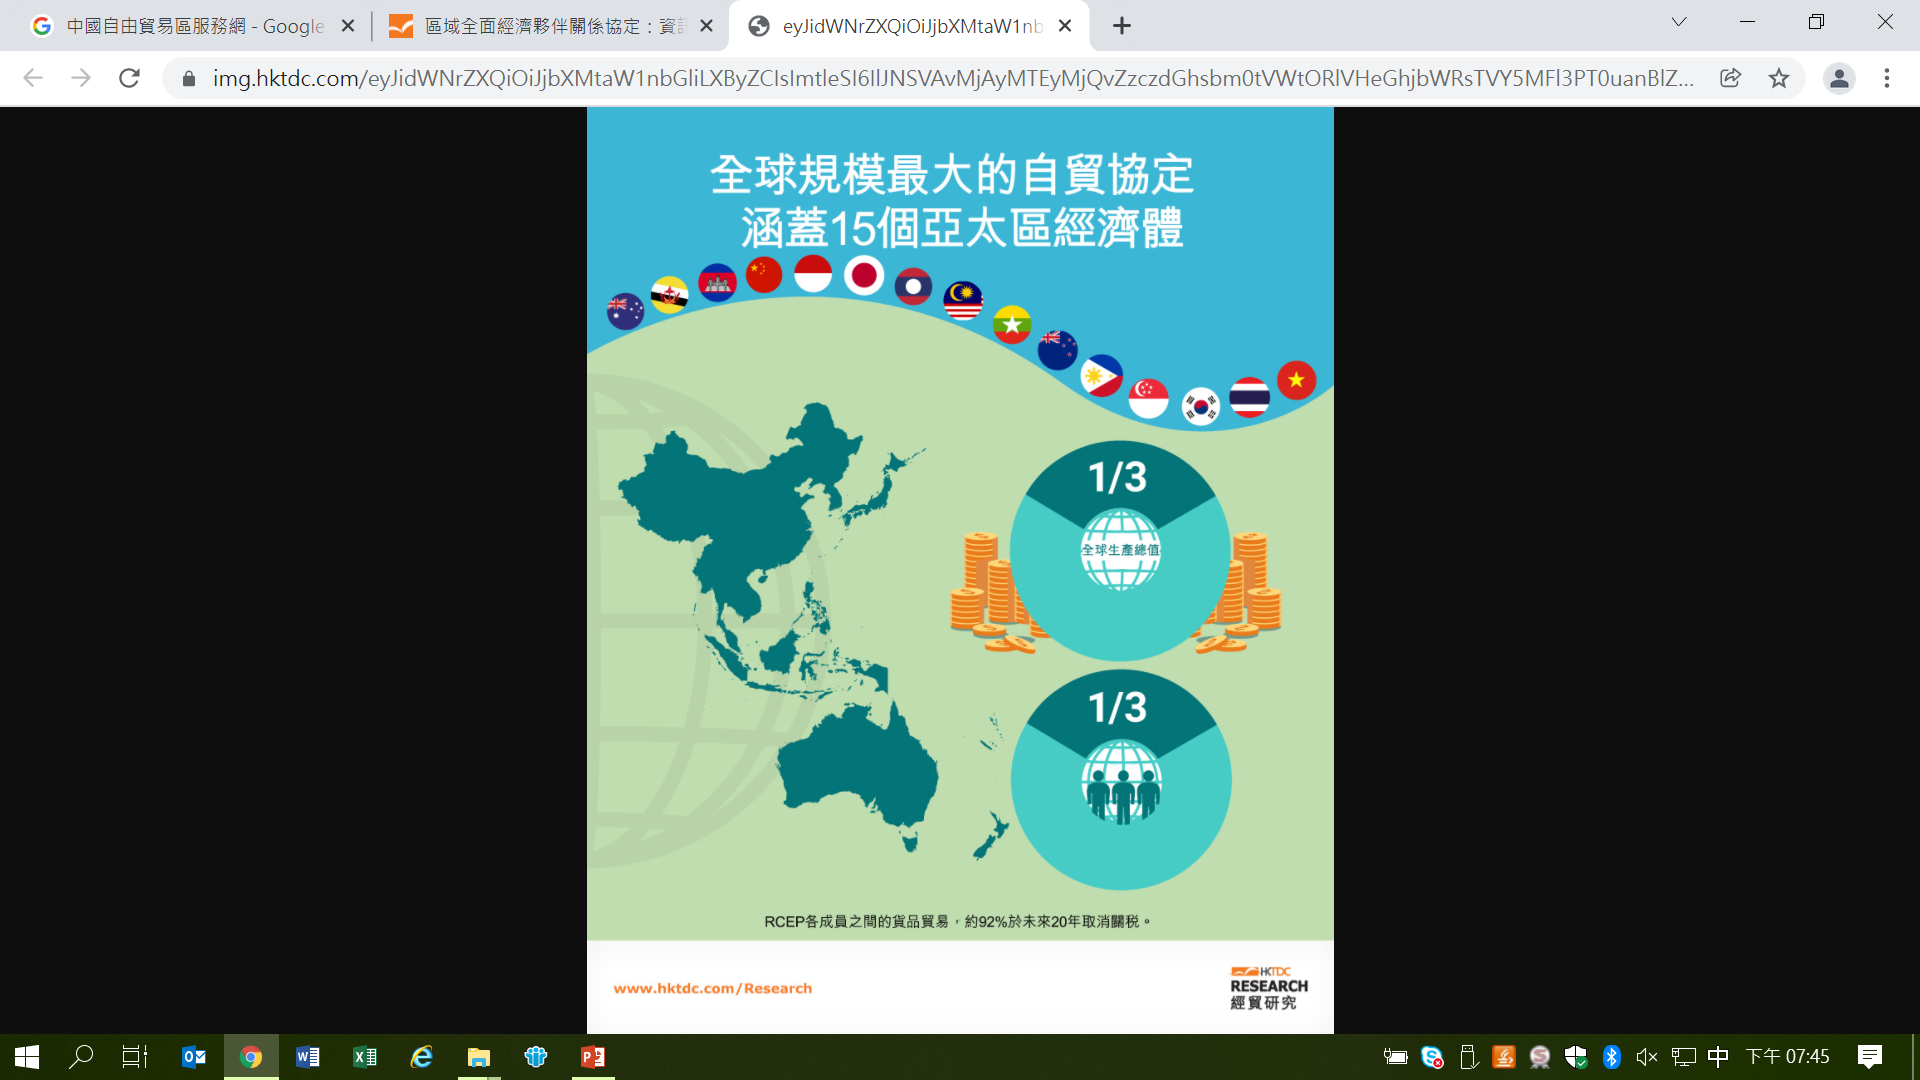 中國自由貿易區服務網 - Google
區域全面經濟夥伴關係協定：資
eyJidWNrZXQiOiJjbXMtaW1nb
img.hktdc.com/eyJidWNrZXQiOiJjbXMtaW1nbGliLXByZCIsImtleSI6IlJNSVAvMjAyMTEyMjQvZzczdGhsbm0tVWtORlVHeGhjbWRsTVY5MFl3PT0uanBlZ...
全球規模最大的自貿協定
涵蓋15個亞太區經濟體
1/3
全球生產總值
1/3
RCEP各成員之間的貨品貿易，約92%於未來20年取消關税。
www.hktdc.com/Research
HKTDC
RESEARCH
經貿研究
中
下午 07:45